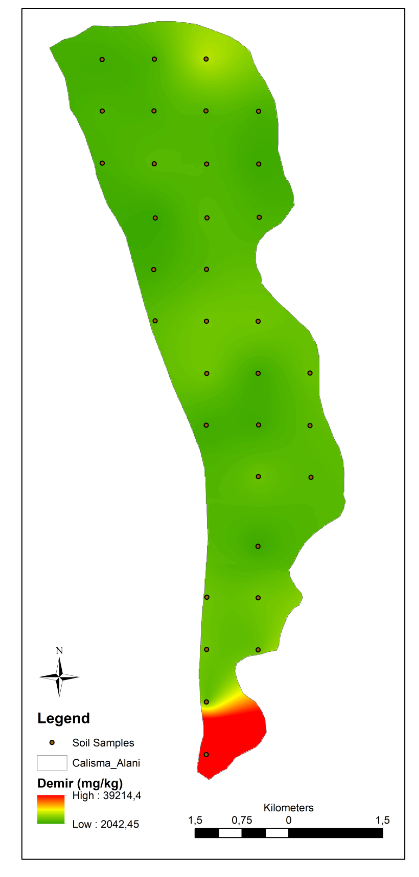 N
Legend
Soil Samples
Calisma_Alani
Demir (mg/kg)
High : 39214,4
Low : 2042,45
Kilometers
1,5 0,75 0 1,5